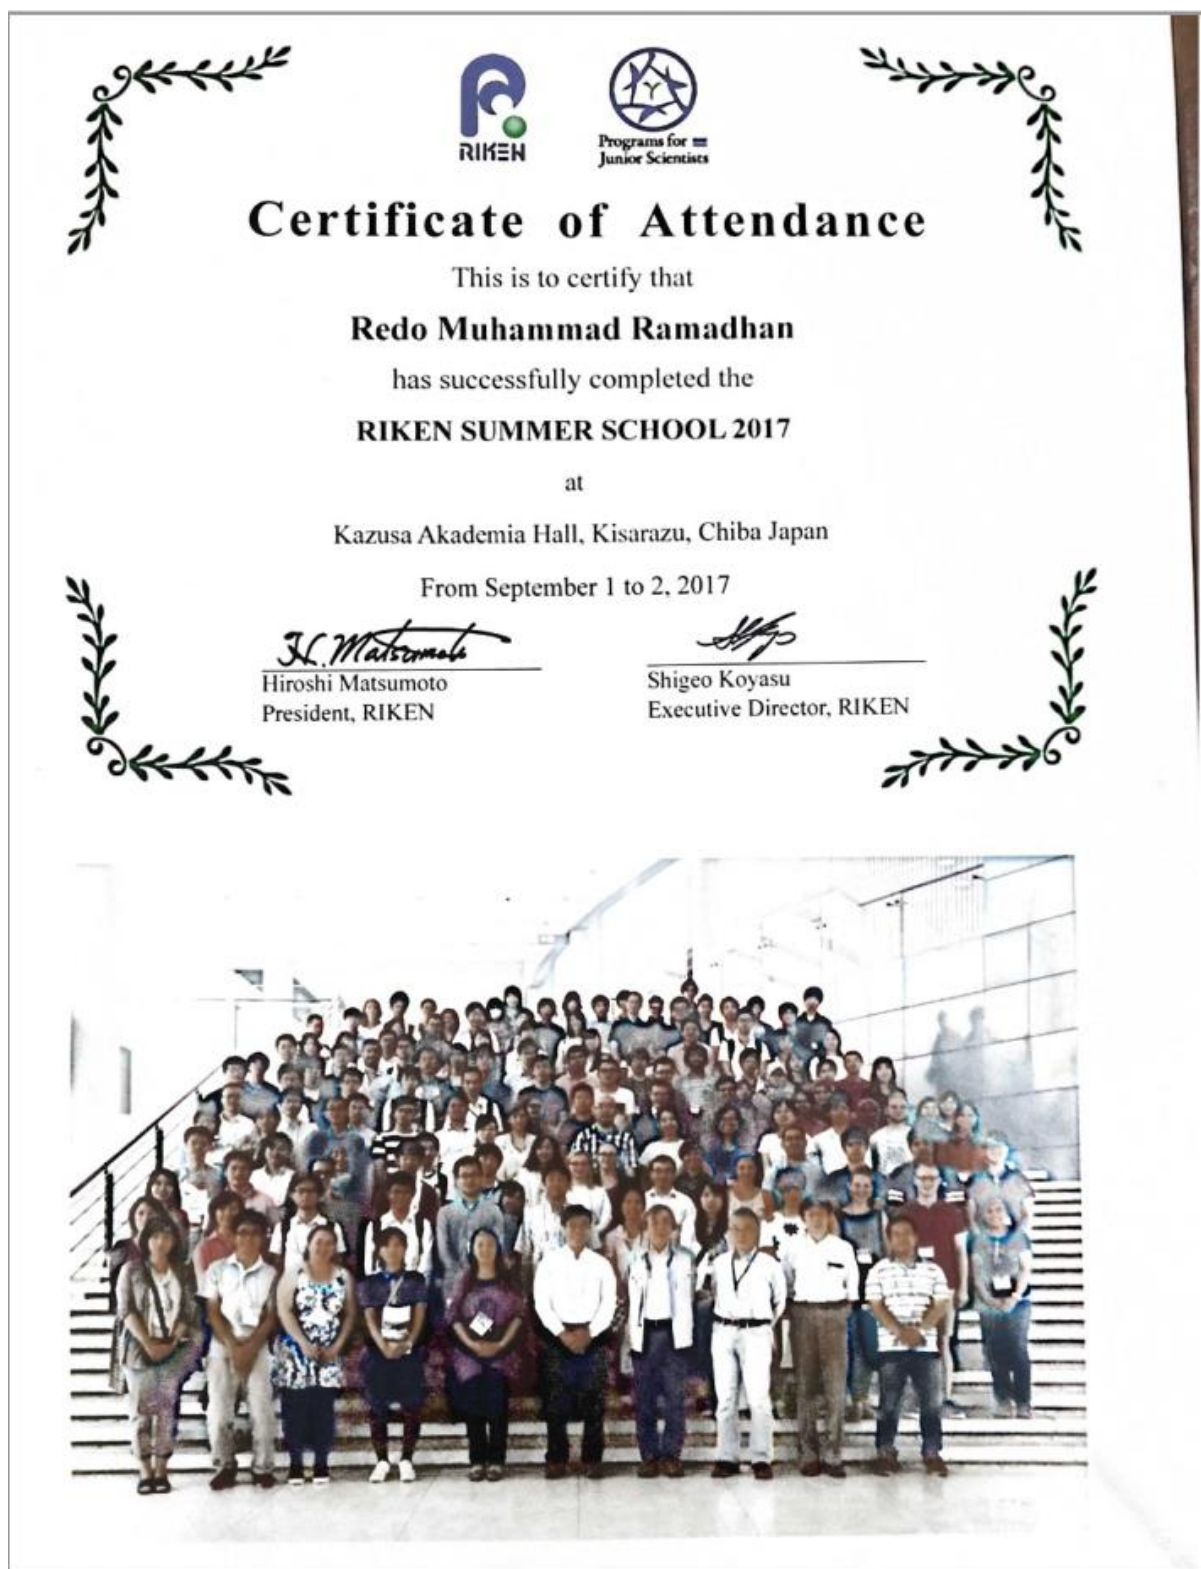 RIKEN
Programs for
Junior Scientists
Certificate of Attendance
This is to certify that
Redo Muhammad Ramadhan
has successfully completed the
RIKEN SUMMER SCHOOL 2017
at
Kazusa Akademia Hall, Kisarazu, Chiba Japan
From September 1 to 2, 2017
H. Matsumoto
Hiroshi Matsumoto
President, RIKEN
Shigeo Koyasu
Executive Director, RIKEN